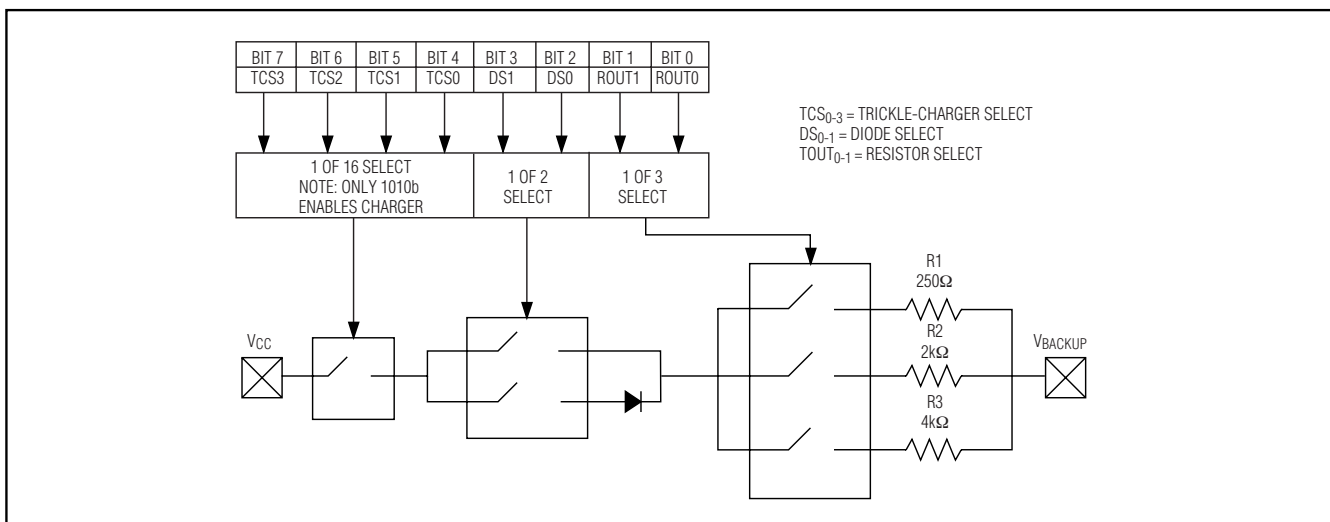 BIT 7 BIT 6 BIT 5 BIT 4 BIT 3 BIT 2 BIT 1 BIT 0
TCS3 TCS2 TCS1 TCS0 DS1 DS0 ROUT1 ROUT0
TCS0-3 = TRICKLE-CHARGER SELECT
DS0-1 = DIODE SELECT
TOUT0-1 = RESISTOR SELECT
1 OF 16 SELECT
NOTE: ONLY 1010b
ENABLES CHARGER
1 OF 2
SELECT
1 OF 3
SELECT
VCC
R1
250Ω
R2
2kΩ
R3
4kΩ
VBACKUP